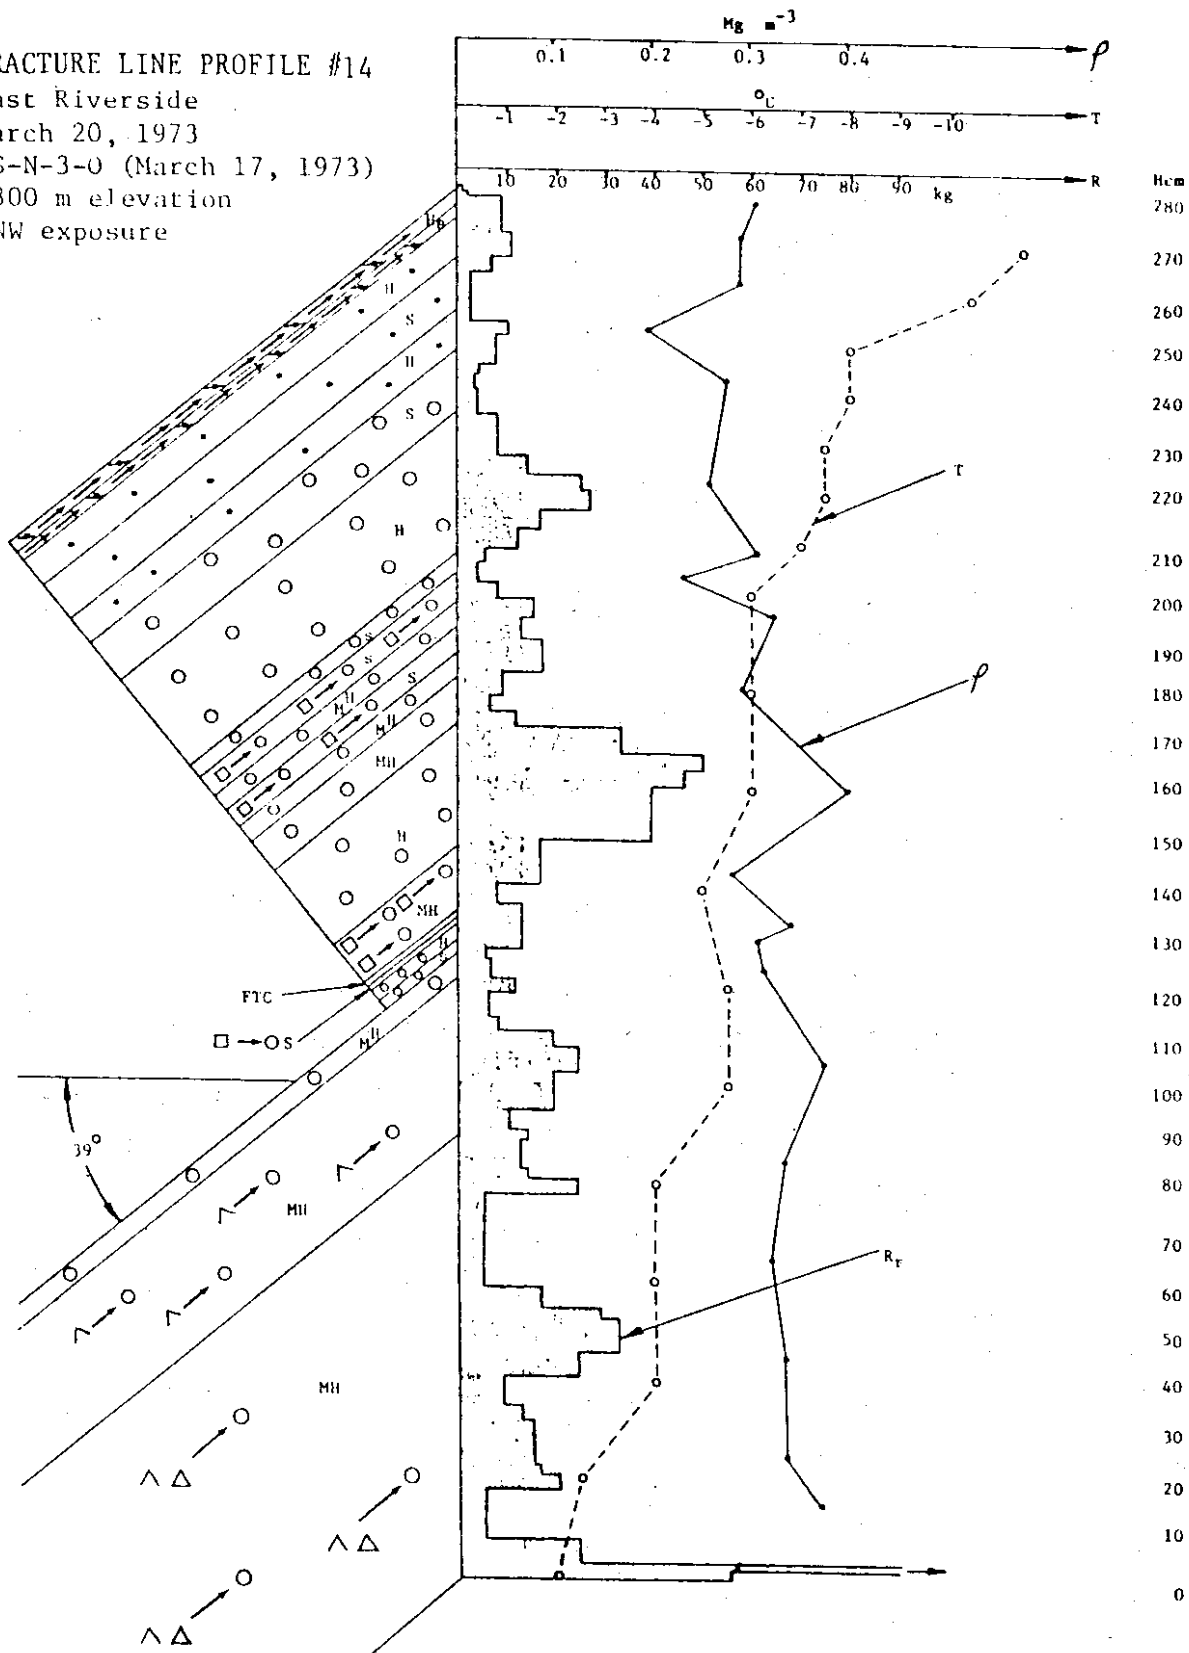 RACTURE LINE PROFILE #14
ast Riverside
arch 20, 1973
S-N-3-O (March 17, 1973)
800 m elevation
NW exposure
Mg m⁻³
0.1 0.2 0.3 0.4 ρ
°C
-1 -2 -3 -4 -5 -6 -7 -8 -9 -10 T
10 20 30 40 50 60 70 80 90 kg R
Hcm
280
270
H
260
S
250
H
240
S
230
T
220
H
210
200
S
190
S
S
180
ρ
M H
170
M H
MH
160
150
H
140
MH
130
H
S
FTC
120
S
M H
110
100
39°
90
80
MH
70
R_r
60
50
MH
40
30
20
10
0